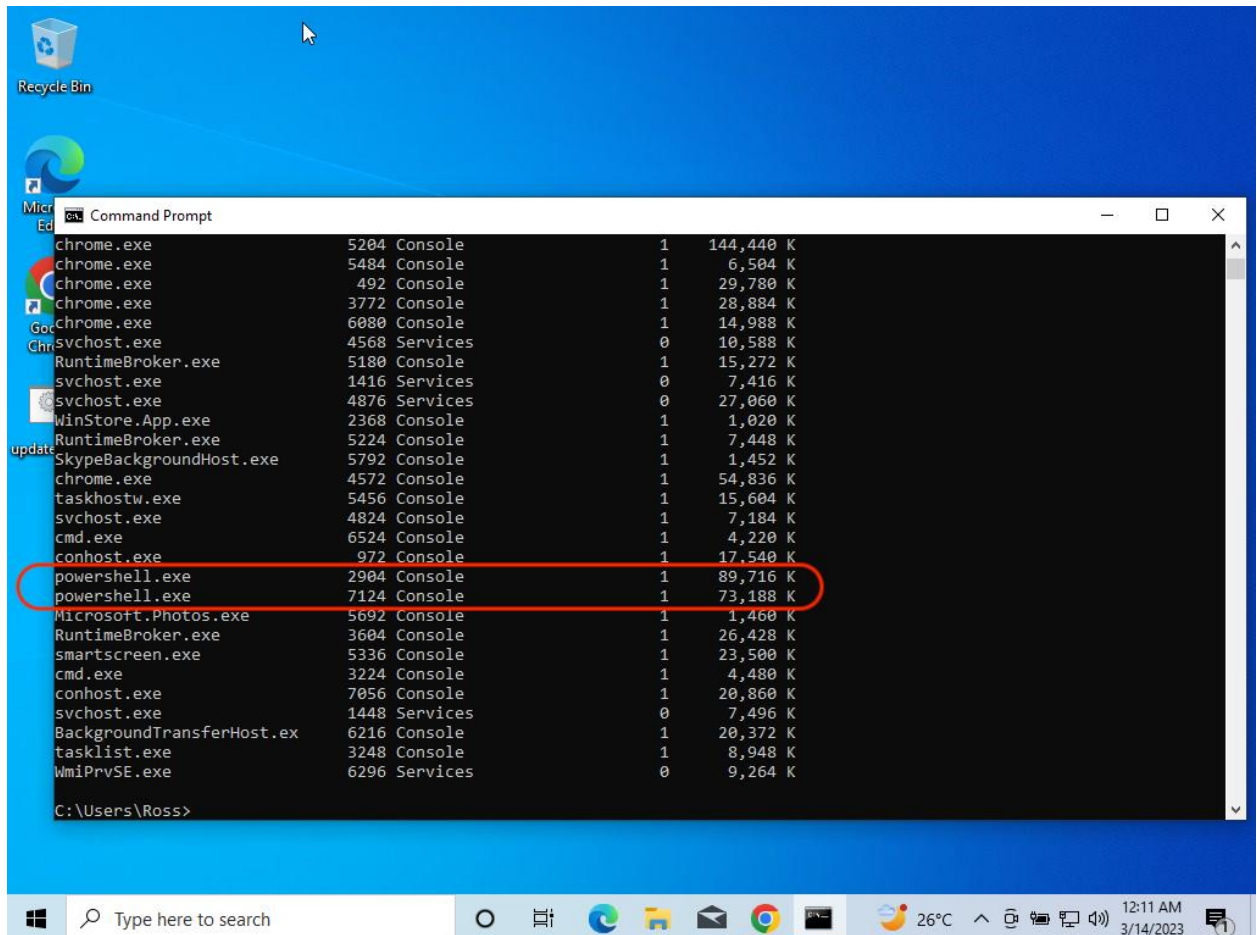 Recycle Bin
Command Prompt
chrome.exe 5204 Console 1 144,440 K
chrome.exe 5484 Console 1 6,504 K
chrome.exe 492 Console 1 29,780 K
chrome.exe 3772 Console 1 28,884 K
chrome.exe 6080 Console 1 14,988 K
svchost.exe 4568 Services 0 10,588 K
RuntimeBroker.exe 5180 Console 1 15,272 K
svchost.exe 1416 Services 0 7,416 K
svchost.exe 4876 Services 0 27,060 K
WinStore.App.exe 2368 Console 1 1,020 K
RuntimeBroker.exe 5224 Console 1 7,448 K
SkypeBackgroundHost.exe 5792 Console 1 1,452 K
chrome.exe 4572 Console 1 54,836 K
taskhostw.exe 5456 Console 1 15,604 K
svchost.exe 4824 Console 1 7,184 K
cmd.exe 6524 Console 1 4,220 K
conhost.exe 972 Console 1 17,540 K
powershell.exe 2904 Console 1 89,716 K
powershell.exe 7124 Console 1 73,188 K
Microsoft.Photos.exe 5692 Console 1 1,460 K
RuntimeBroker.exe 3604 Console 1 26,428 K
smartscreen.exe 5336 Console 1 23,500 K
cmd.exe 3224 Console 1 4,480 K
conhost.exe 7056 Console 1 20,860 K
svchost.exe 1448 Services 0 7,496 K
BackgroundTransferHost.ex 6216 Console 1 20,372 K
tasklist.exe 3248 Console 1 8,948 K
WmiPrvSE.exe 6296 Services 0 9,264 K
C:\Users\Ross>
Type here to search
26°C
12:11 AM
3/14/2023
1